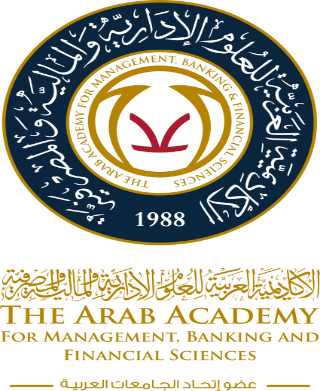 الأكاديمية العربية للعلوم الإدارية والمالية والمصرفية
THE ARAB ACADEMY FOR MANAGEMENT, BANKING & FINANCIAL SCIENCES
1988
الأكاديمية العربية للعلوم الإدارية والمالية والمصرفية
THE ARAB ACADEMY
FOR MANAGEMENT, BANKING AND
FINANCIAL SCIENCES
عضو إتحاد الجامعات العربية